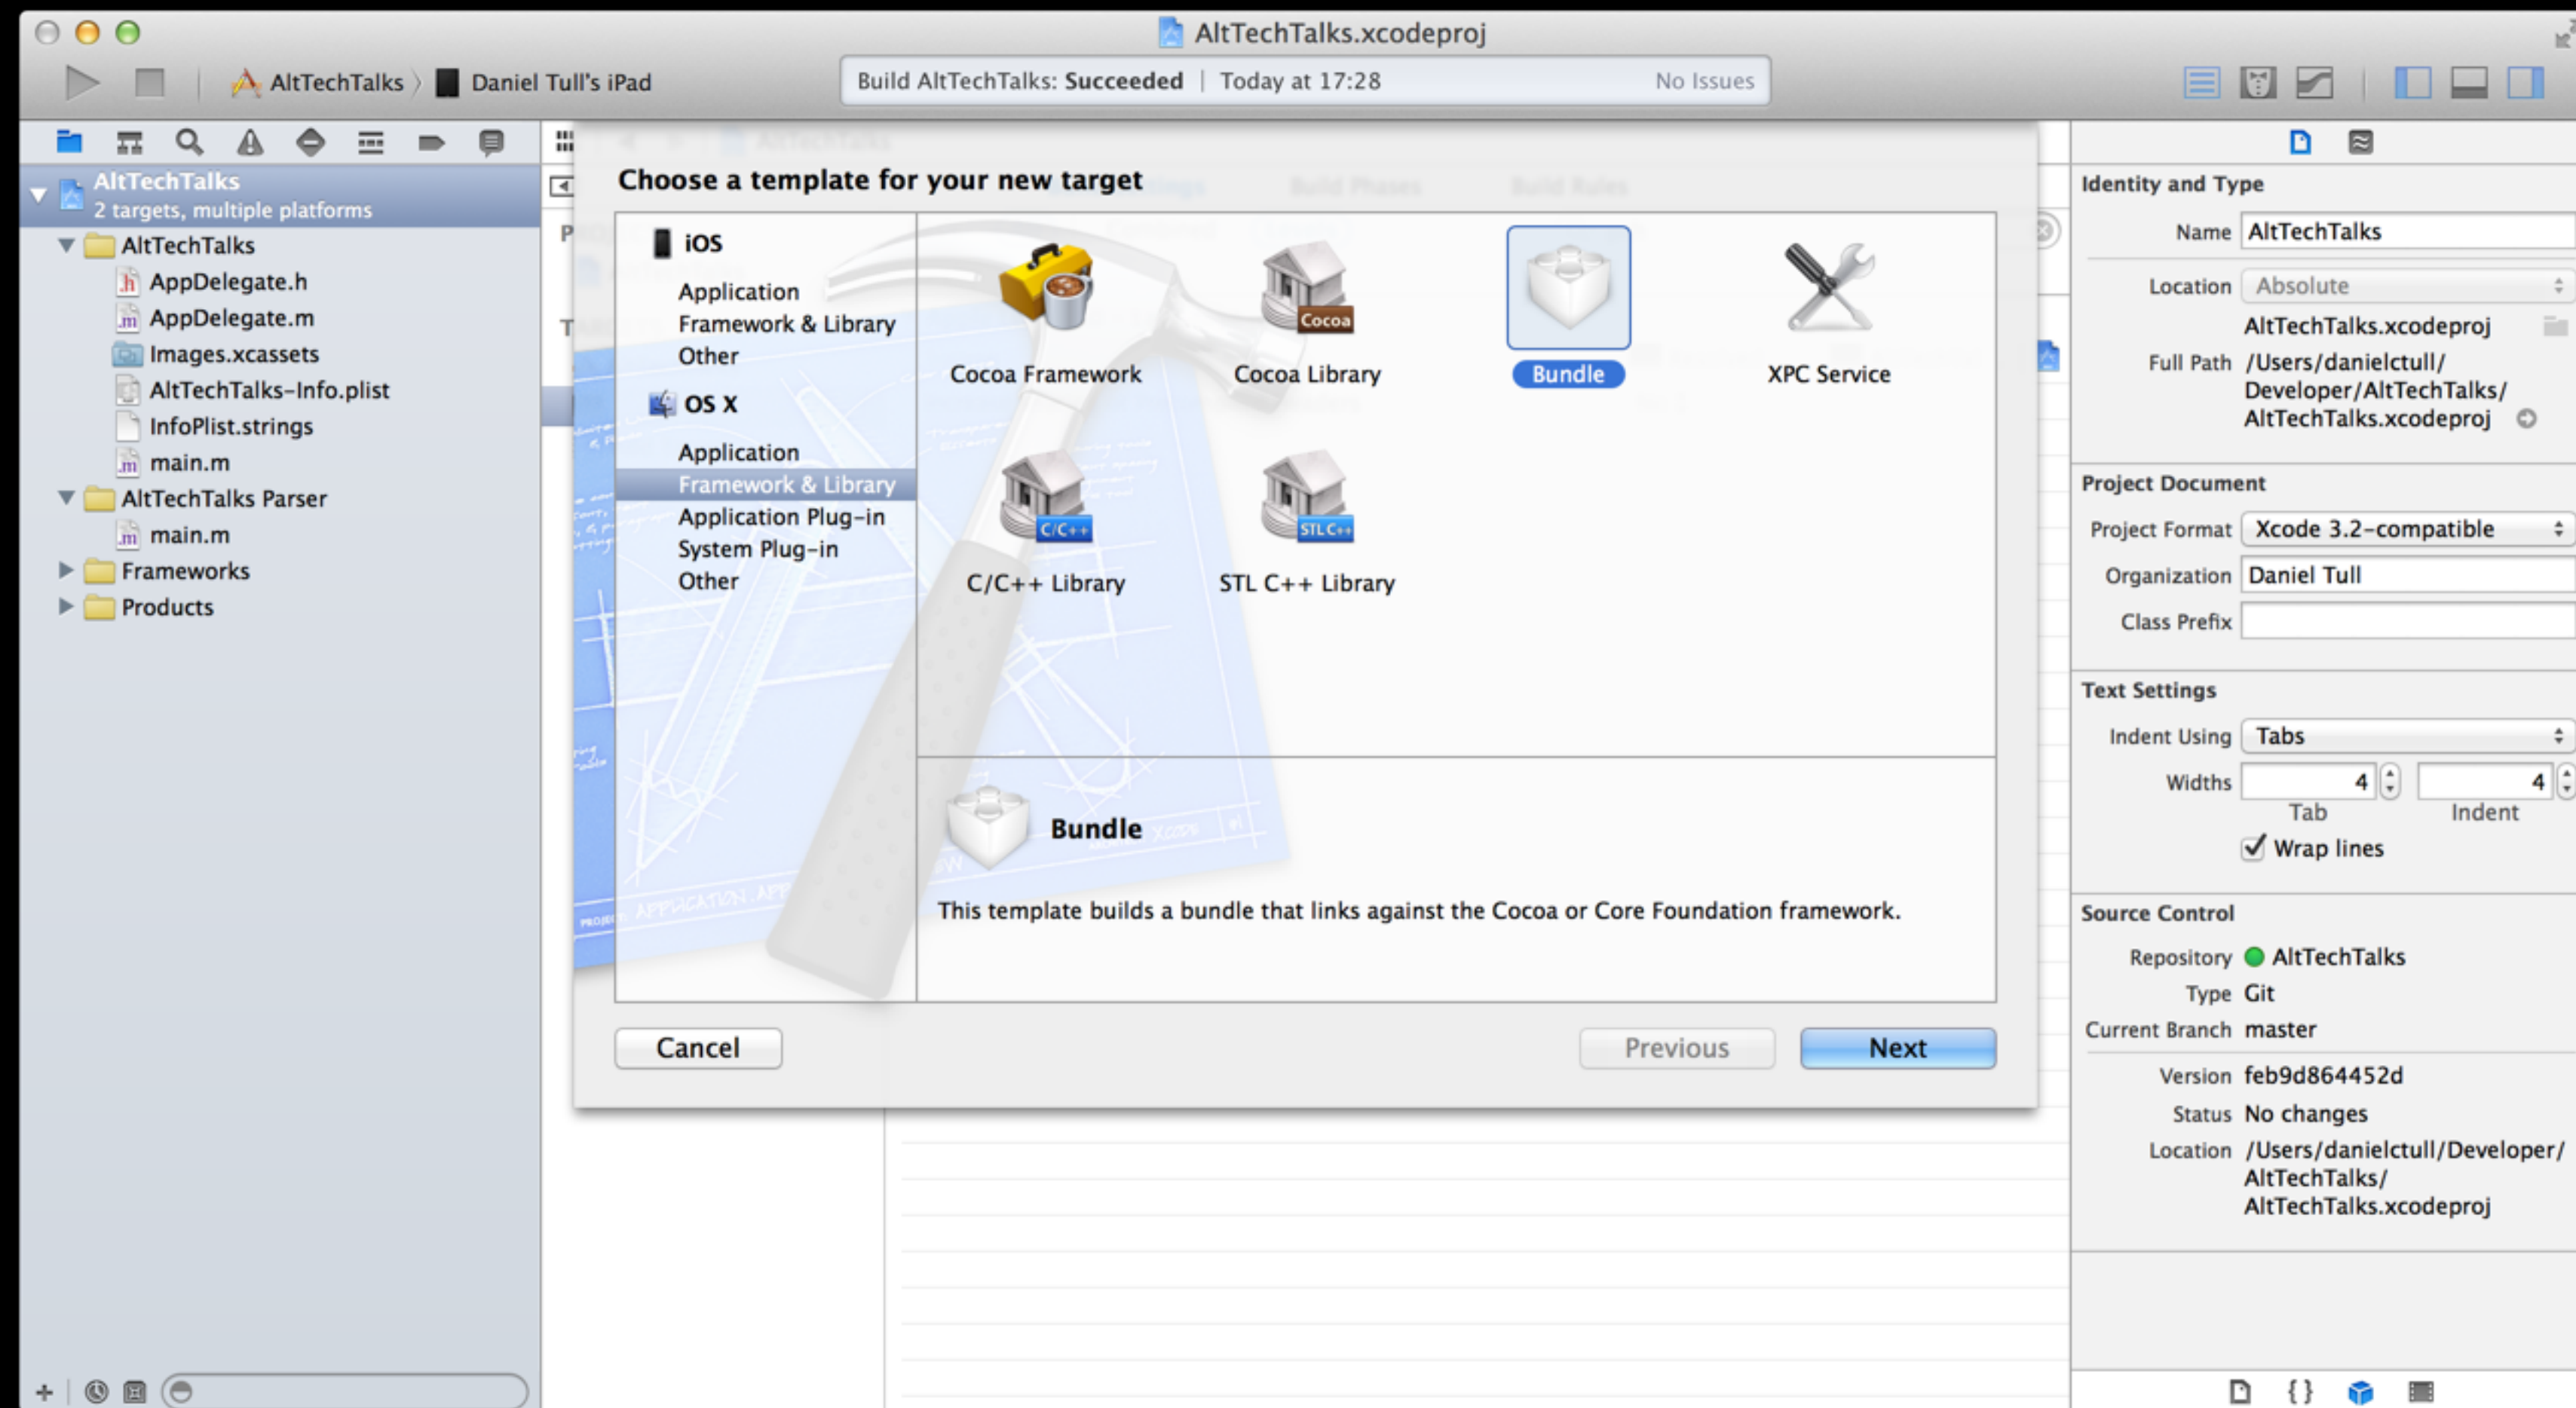 AltTechTalks.xcodeproj
AltTechTalks
Daniel Tull's iPad
Build AltTechTalks: Succeeded | Today at 17:28
No Issues
AltTechTalks
2 targets, multiple platforms
AltTechTalks
AppDelegate.h
AppDelegate.m
Images.xcassets
AltTechTalks-Info.plist
InfoPlist.strings
main.m
AltTechTalks Parser
main.m
Frameworks
Products
AltTechTalks
Build Phases
Build Rules
Choose a template for your new target
iOS
Application
Framework & Library
Other
OS X
Application
Framework & Library
Application Plug-in
System Plug-in
Other
Cocoa
Cocoa Framework
Cocoa Library
Bundle
XPC Service
C/C++
STL C++
C/C++ Library
STL C++ Library
Bundle
This template builds a bundle that links against the Cocoa or Core Foundation framework.
Cancel
Previous
Next
Identity and Type
Name AltTechTalks
Location Absolute
AltTechTalks.xcodeproj
Full Path /Users/danielctull/
Developer/AltTechTalks/
AltTechTalks.xcodeproj
Project Document
Project Format Xcode 3.2-compatible
Organization Daniel Tull
Class Prefix
Text Settings
Indent Using Tabs
Widths 4 4
Tab Indent
Wrap lines
Source Control
Repository AltTechTalks
Type Git
Current Branch master
Version feb9d864452d
Status No changes
Location /Users/danielctull/Developer/
AltTechTalks/
AltTechTalks.xcodeproj